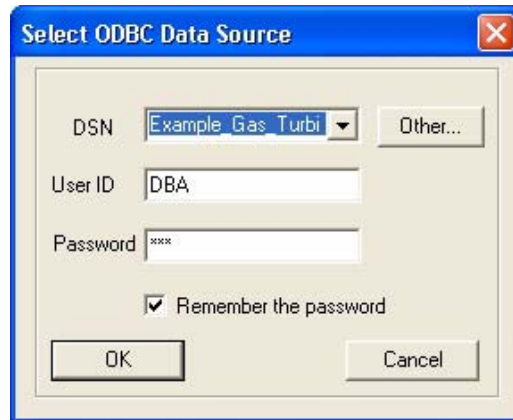 Select ODBC Data Source
DSN Example_Gas_Turbi Other...
User ID DBA
Password ***
Remember the password
OK Cancel